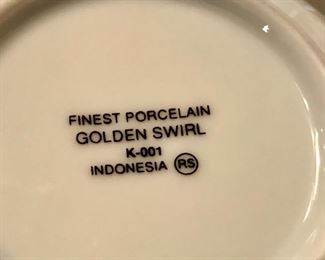 FINEST PORCELAIN
GOLDEN SWIRL
K-001
INDONESIA RS